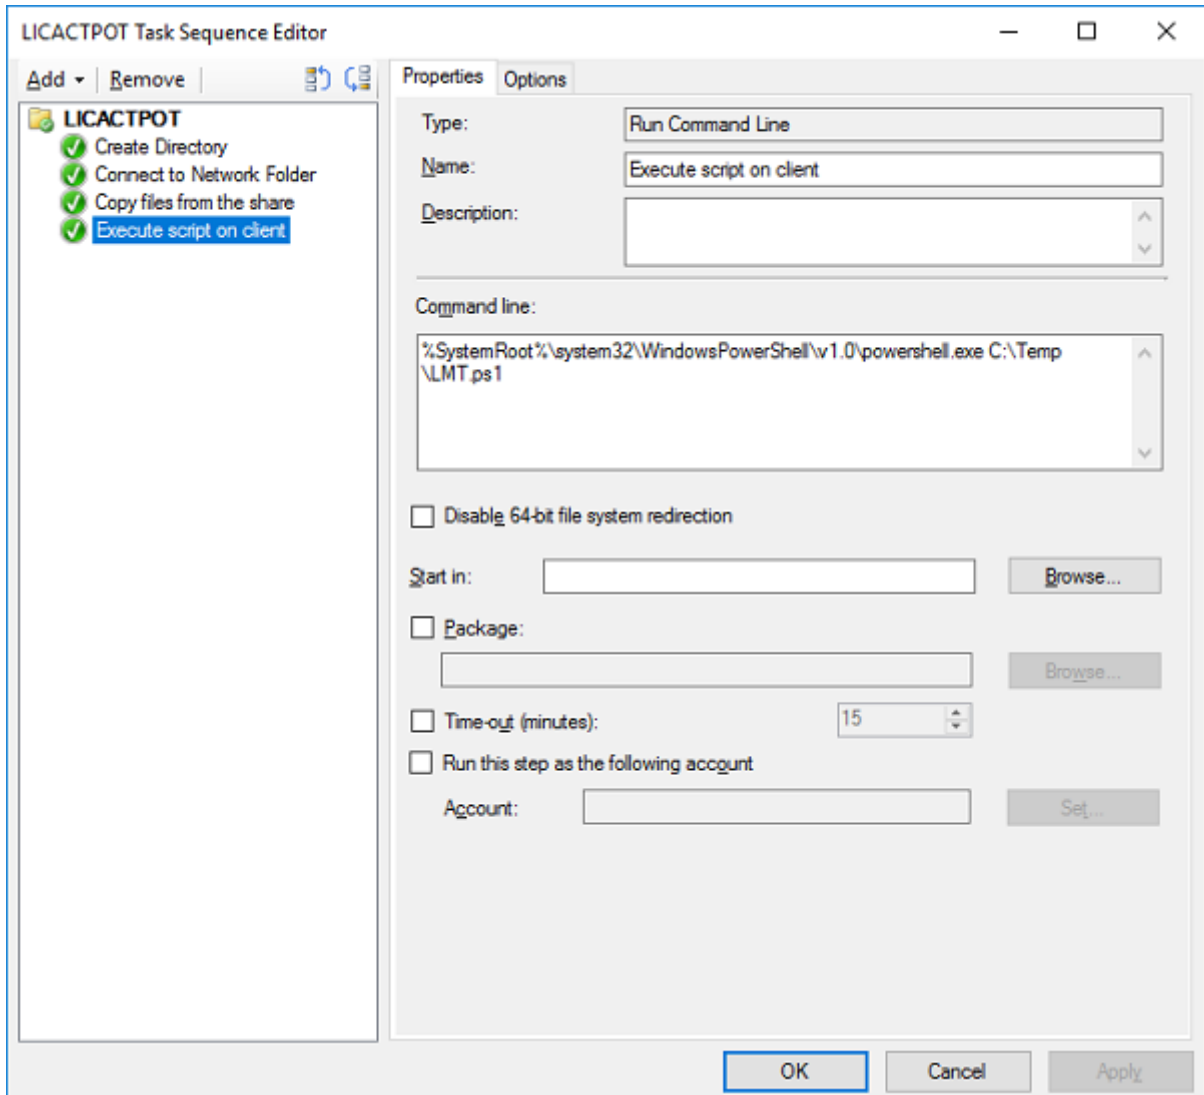 LICACTPOT Task Sequence Editor
Add
Remove
LICACTPOT
Create Directory
Connect to Network Folder
Copy files from the share
Execute script on client
Properties
Options
Type:
Run Command Line
Name:
Execute script on client
Description:
Command line:
%SystemRoot%\system32\WindowsPowerShell\v1.0\powershell.exe C:\Temp
\LMT.ps1
Disable 64-bit file system redirection
Start in:
Browse...
Package:
Browse...
Time-out (minutes):
15
Run this step as the following account
Account:
Set...
OK
Cancel
Apply